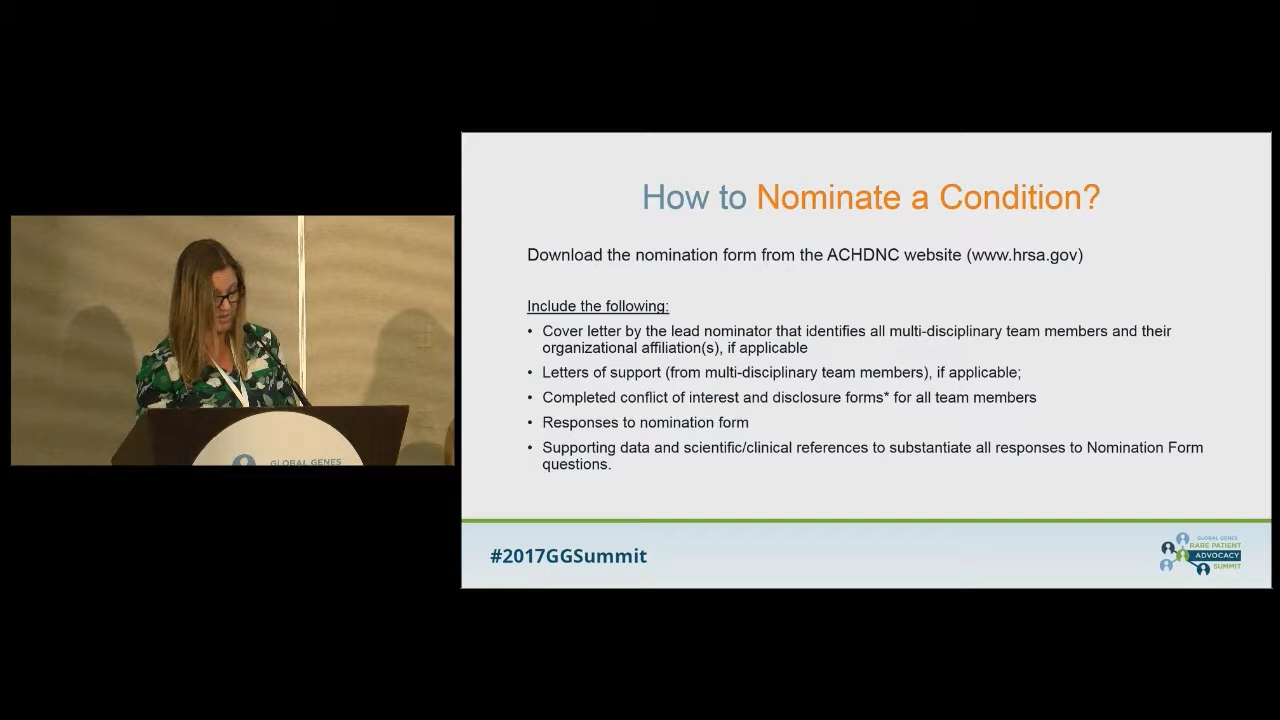 How to Nominate a Condition?
Download the nomination form from the ACHDNC website (www.hrsa.gov)
Include the following:
• Cover letter by the lead nominator that identifies all multi-disciplinary team members and their
organizational affiliation(s), if applicable
• Letters of support (from multi-disciplinary team members), if applicable;
• Completed conflict of interest and disclosure forms* for all team members
• Responses to nomination form
• Supporting data and scientific/clinical references to substantiate all responses to Nomination Form
questions.
#2017GGSummit
GLOBAL GENES
RARE PATIENT
ADVOCACY
SUMMIT
GLOBAL GENES